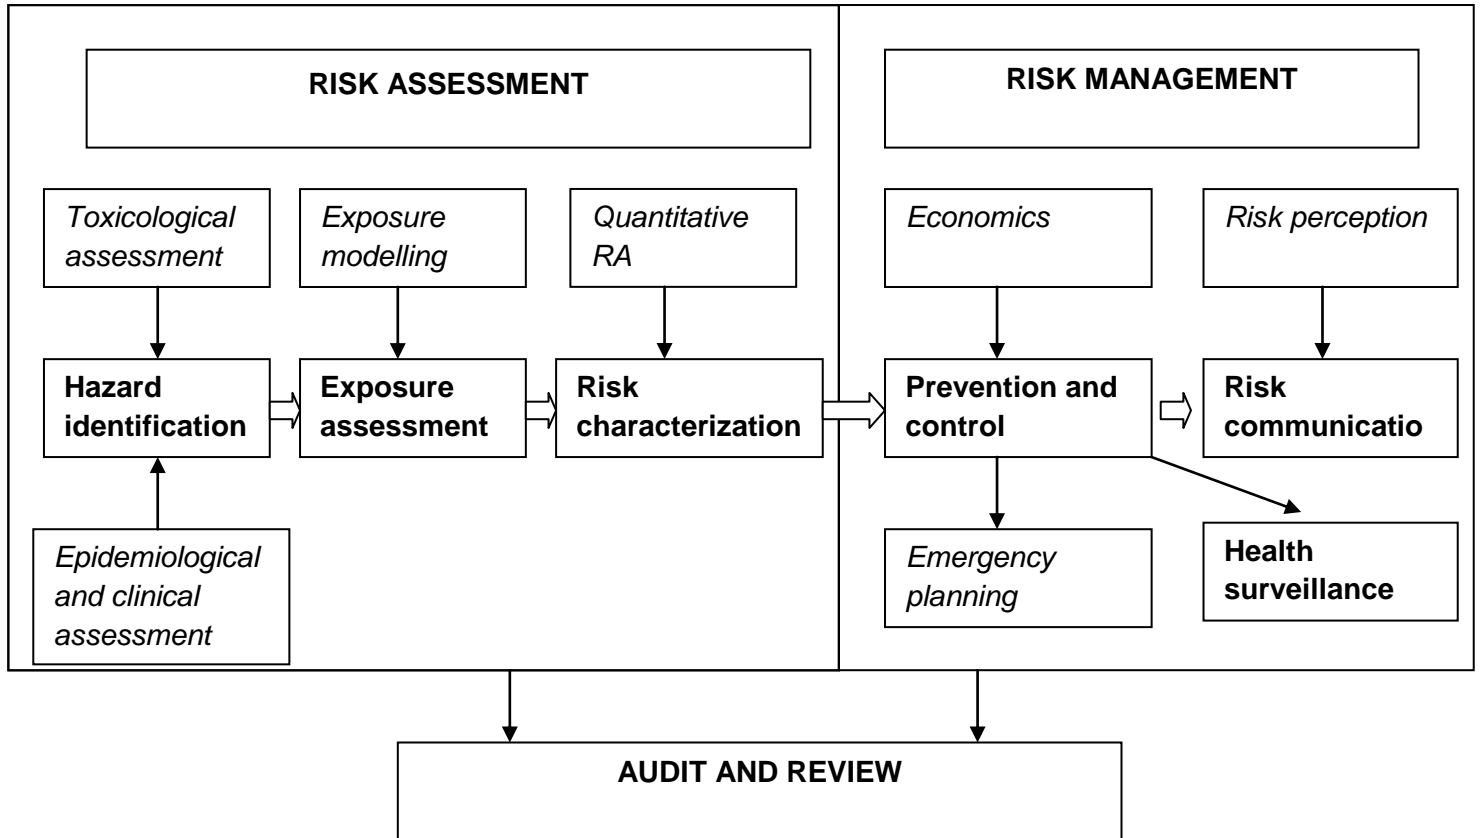 RISK ASSESSMENT
RISK MANAGEMENT
Toxicological
assessment
Exposure
modelling
Quantitative
RA
Economics
Risk perception
Hazard
identification
Exposure
assessment
Risk
characterization
Prevention and
control
Risk
communicatio
Epidemiological
and clinical
assessment
Emergency
planning
Health
surveillance
AUDIT AND REVIEW